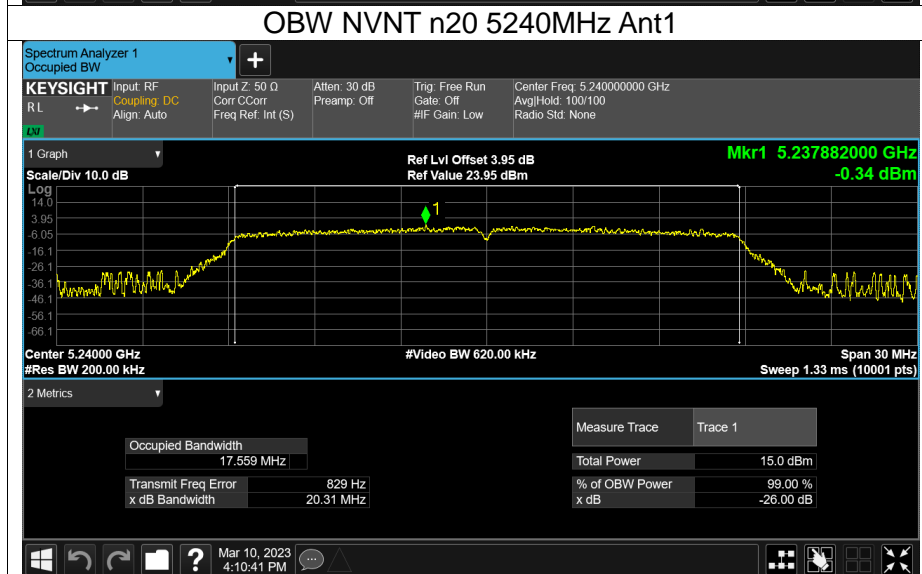 OBW NVNT n20 5240MHz Ant1
Spectrum Analyzer 1
Occupied BW
+
KEYSIGHT
R L
LXI
Input: RF
Coupling: DC
Align: Auto
Input Z: 50 Ω
Corr CCorr
Freq Ref: Int (S)
Atten: 30 dB
Preamp: Off
Trig: Free Run
Gate: Off
#IF Gain: Low
Center Freq: 5.240000000 GHz
Avg|Hold: 100/100
Radio Std: None
1 Graph
Scale/Div 10.0 dB
Ref Lvl Offset 3.95 dB
Ref Value 23.95 dBm
Mkr1 5.237882000 GHz
-0.34 dBm
Log
14.0
3.95
-6.05
-16.1
-26.1
-36.1
-46.1
-56.1
-66.1
1
Center 5.24000 GHz
#Res BW 200.00 kHz
#Video BW 620.00 kHz
Span 30 MHz
Sweep 1.33 ms (10001 pts)
2 Metrics
Occupied Bandwidth
17.559 MHz
Transmit Freq Error 829 Hz
x dB Bandwidth 20.31 MHz
Measure Trace Trace 1
Total Power 15.0 dBm
% of OBW Power 99.00 %
x dB -26.00 dB
?
Mar 10, 2023
4:10:41 PM